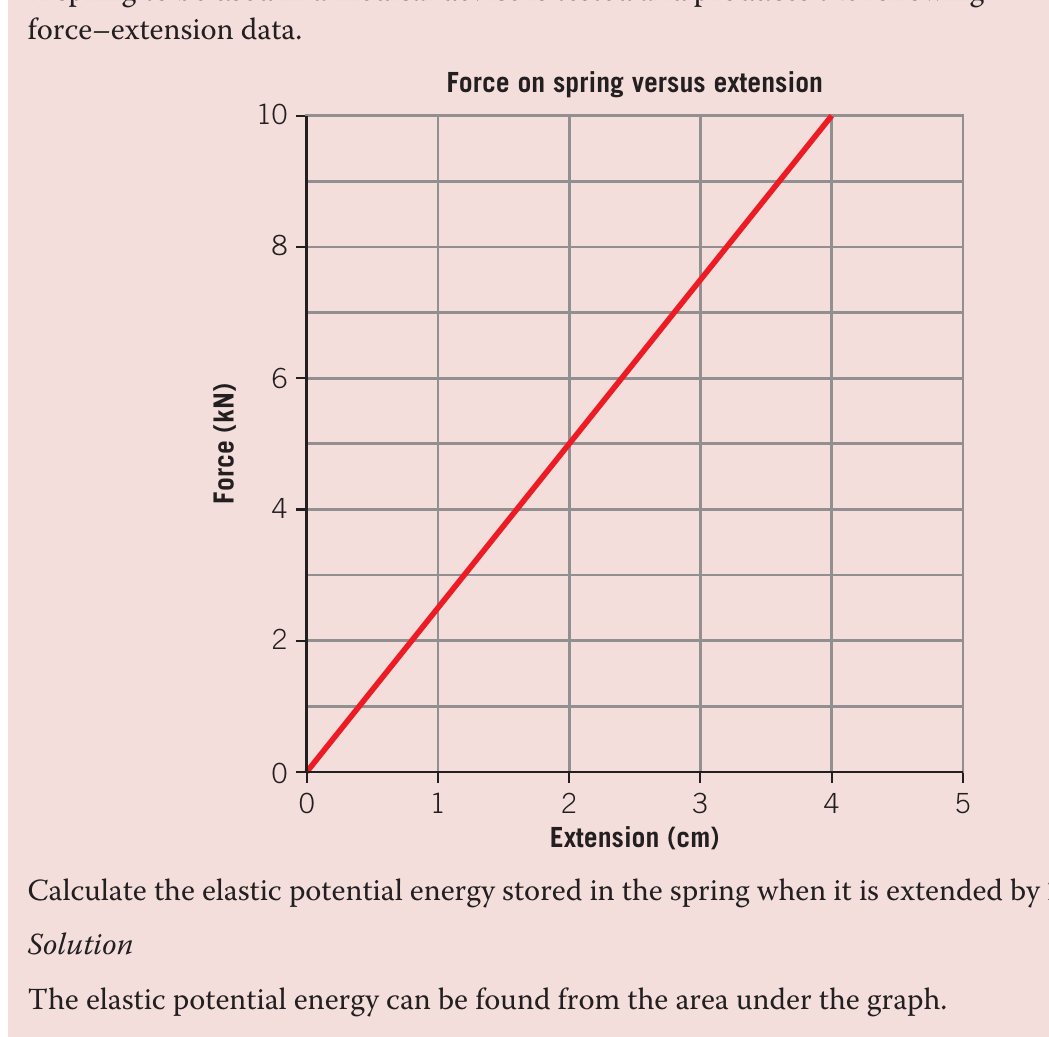 force–extension data.
Force on spring versus extension
10
8
6
4
2
0
Force (kN)
0 1 2 3 4 5
Extension (cm)
Calculate the elastic potential energy stored in the spring when it is extended by
Solution
The elastic potential energy can be found from the area under the graph.